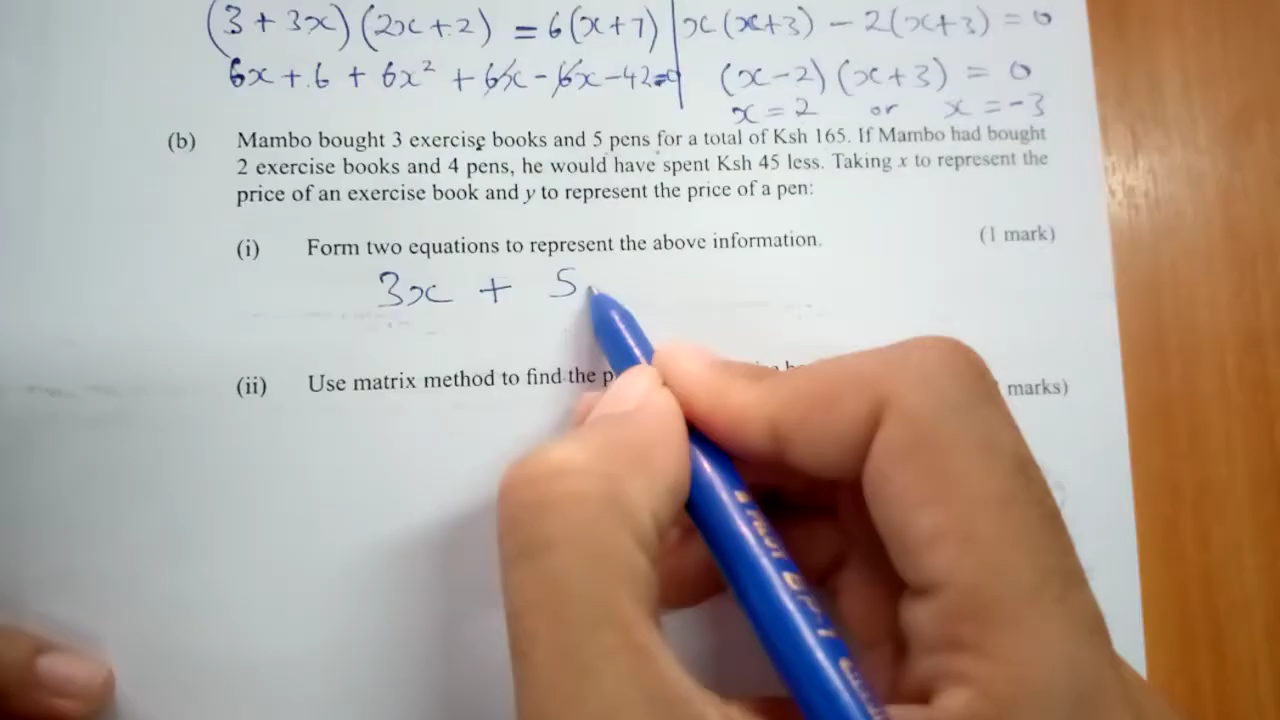 (3 + 3x)(2x+2) = 6(x+7)
6x + 6 + 6x² + 6x - 6x - 42=0
x(x+3) - 2(x+3) = 0
(x-2)(x+3) = 0
x = 2 or x = -3
(b) Mambo bought 3 exercise books and 5 pens for a total of Ksh 165. If Mambo had bought
2 exercise books and 4 pens, he would have spent Ksh 45 less. Taking x to represent the
price of an exercise book and y to represent the price of a pen:
(i) Form two equations to represent the above information. (1 mark)
3x + 5
(ii) Use matrix method to find the marks)